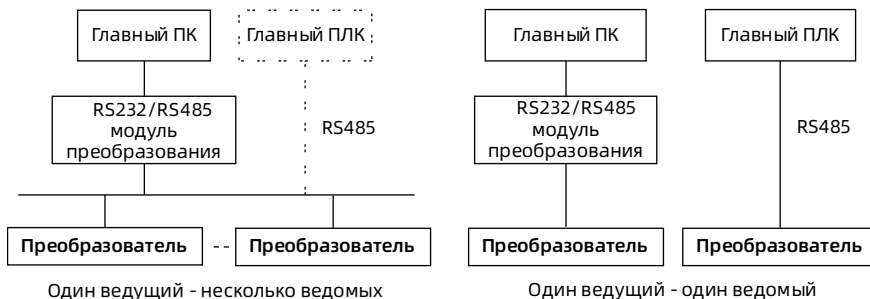 Главный ПК
Главный ПЛК
RS232/RS485
модуль
преобразования
RS485
Преобразователь
--
Преобразователь
Один ведущий - несколько ведомых
Главный ПК
Главный ПЛК
RS232/RS485
модуль
преобразования
RS485
Преобразователь
Преобразователь
Один ведущий - один ведомый